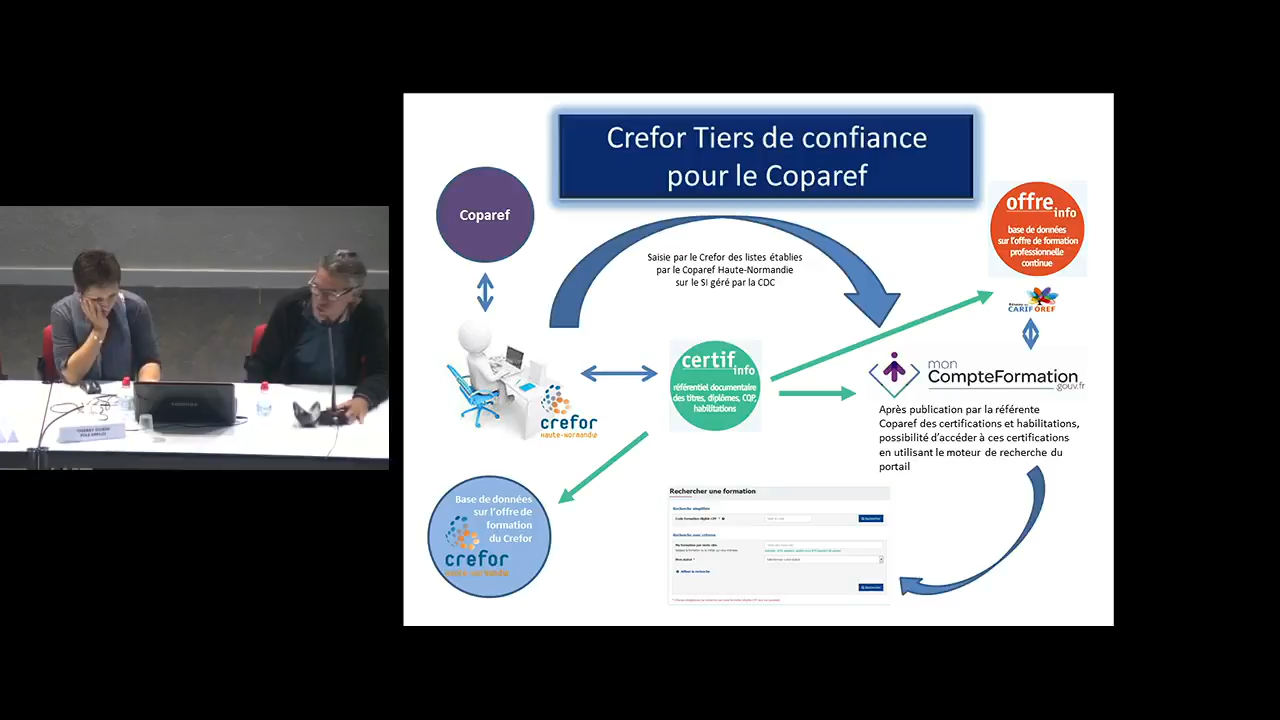 Crefor Tiers de confiance
pour le Coparef
Coparef
Saisie par le Crefor des listes établies
par le Coparef Haute-Normandie
sur le SI géré par la CDC
offre
info
base de données
sur l'offre de formation
professionnelle
continue
CARIF OREF
certif
info
référentiel documentaire
des titres, diplômes, CQP,
habilitations
mon
CompteFormation
.gouv.fr
crefor
HAUTE-NORMANDIE
Après publication par la référente
Coparef des certifications et habilitations,
possibilité d'accéder à ces certifications
en utilisant le moteur de recherche du
portail
Base de données
sur l'offre de
formation
du Crefor
crefor
HAUTE-NORMANDIE
Rechercher une formation
Recherche simplifiée